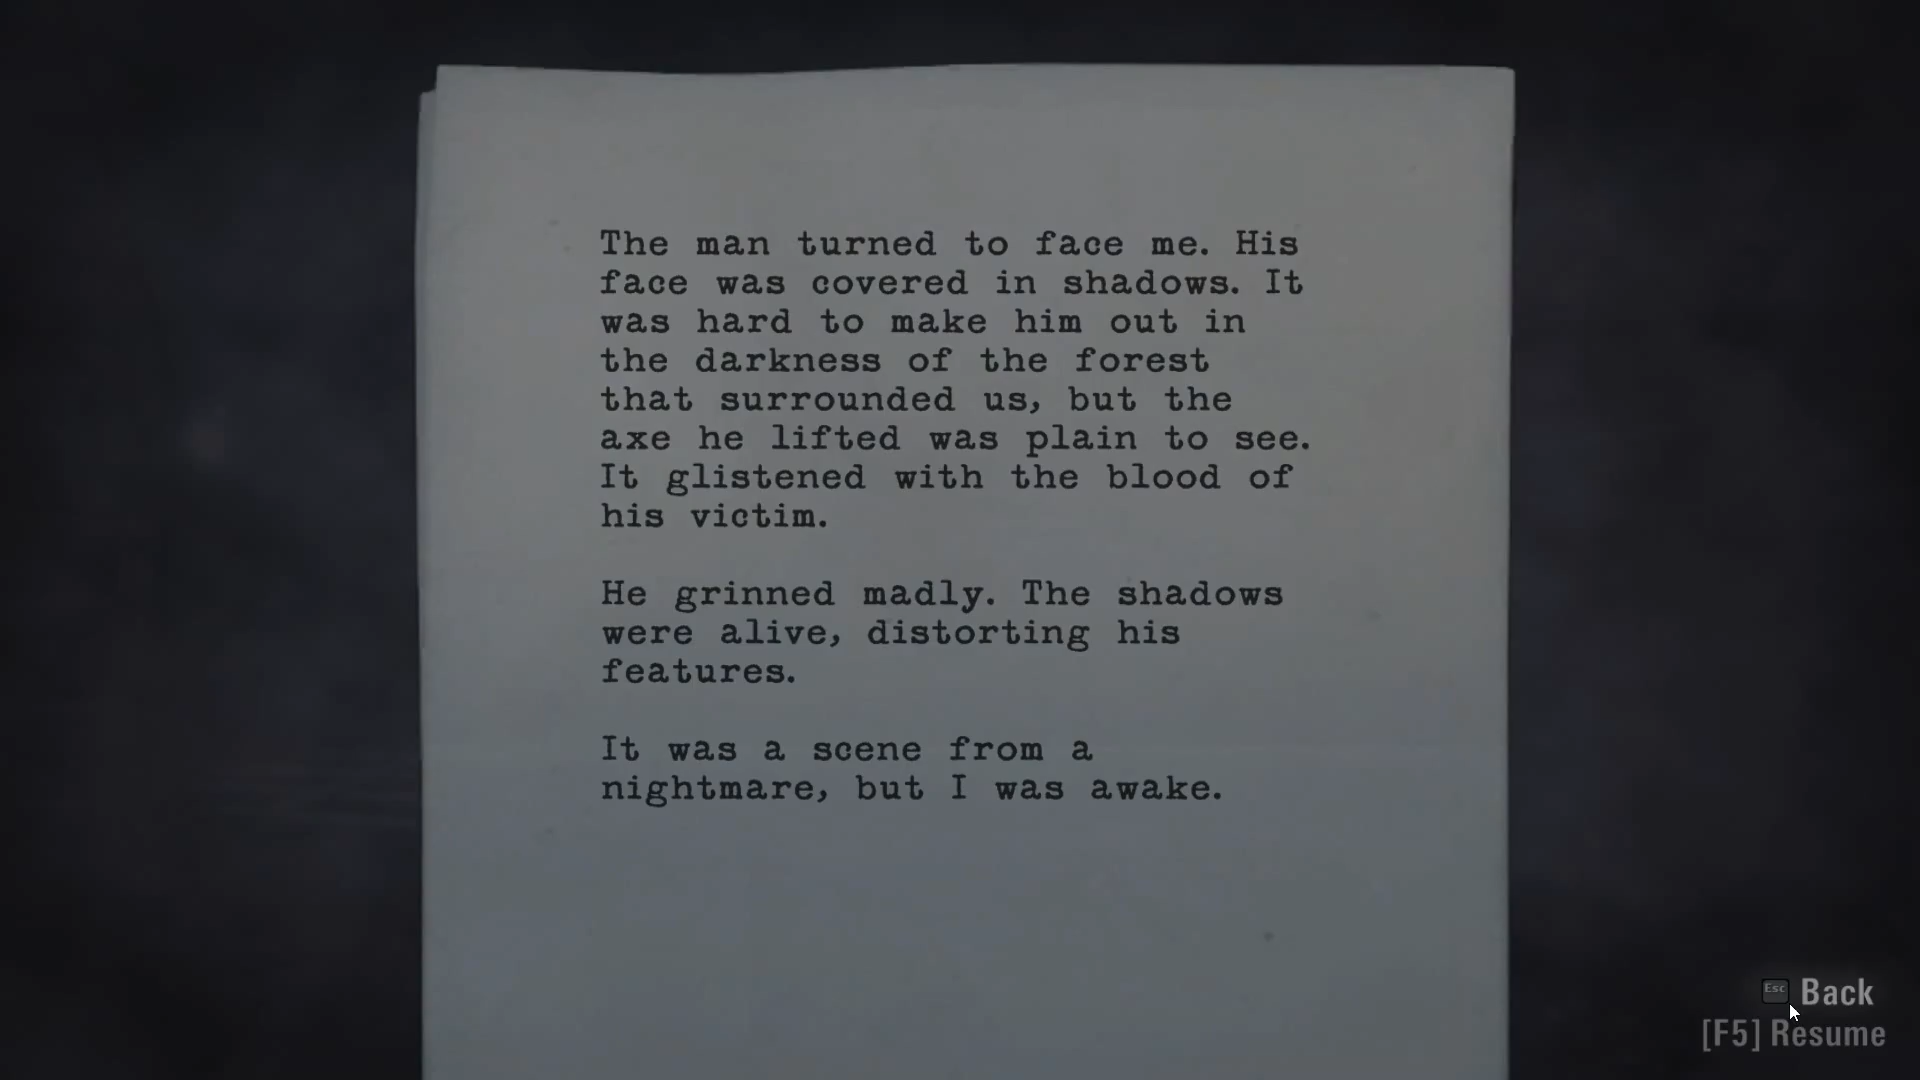 The man turned to face me. His
face was covered in shadows. It
was hard to make him out in
the darkness of the forest
that surrounded us, but the
axe he lifted was plain to see.
It glistened with the blood of
his victim.
He grinned madly. The shadows
were alive, distorting his
features.
It was a scene from a
nightmare, but I was awake.
Esc Back
[F5] Resume